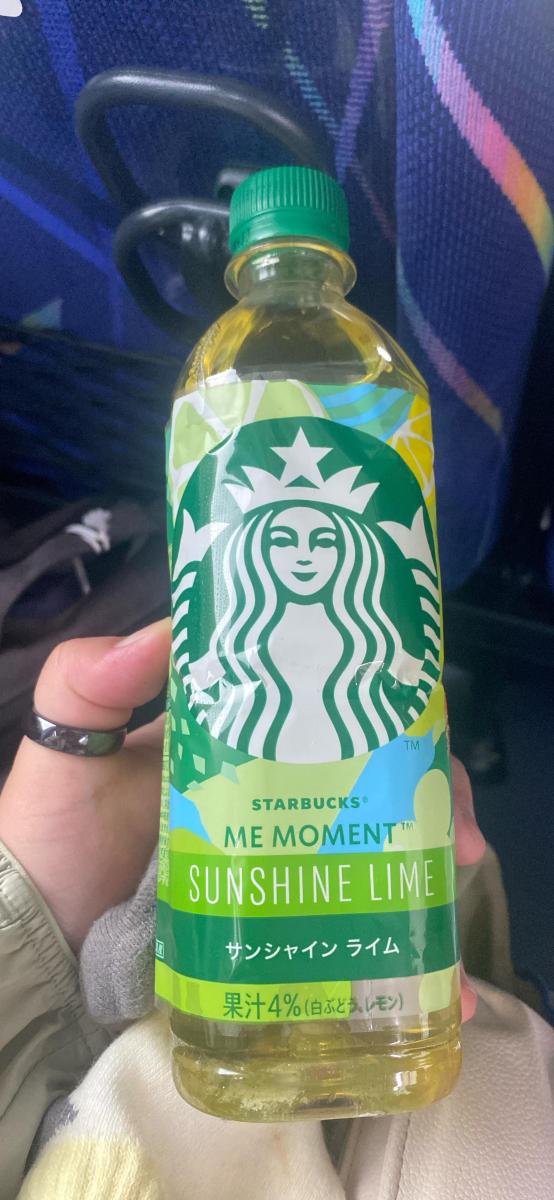 TM
STARBUCKS®
ME MOMENT™
SUNSHINE LIME
サンシャイン ライム
果汁4%(白ぶどう、レモン)